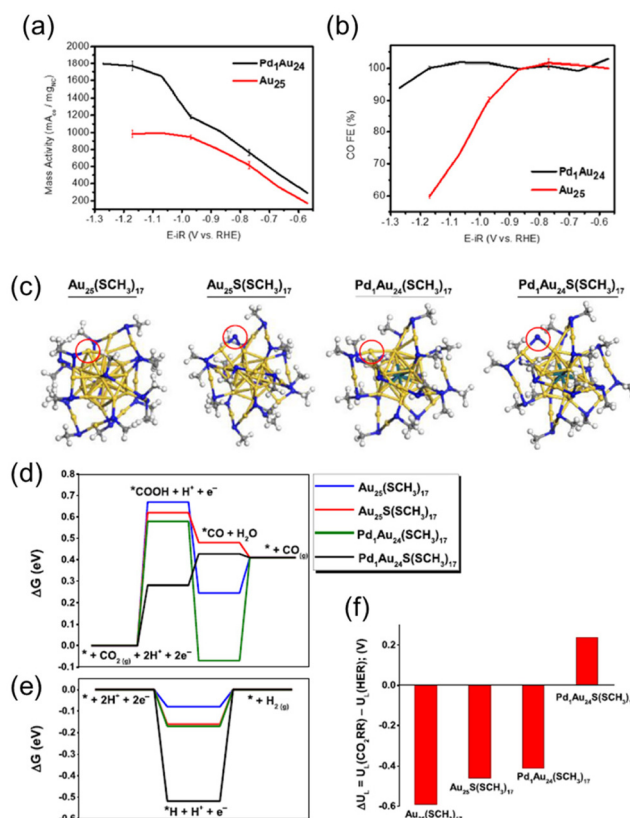 (a)
Mass Activity (mA_co / mg_NC)
2000
1800
1600
1400
1200
1000
800
600
400
200
Pd₁Au₂₄
Au₂₅
-1.3 -1.2 -1.1 -1.0 -0.9 -0.8 -0.7 -0.6
E-iR (V vs. RHE)
(b)
CO FE (%)
100
90
80
70
60
Pd₁Au₂₄
Au₂₅
-1.3 -1.2 -1.1 -1.0 -0.9 -0.8 -0.7 -0.6
E-iR (V vs. RHE)
(c)
Au₂₅(SCH₃)₁₇
Au₂₅S(SCH₃)₁₇
Pd₁Au₂₄(SCH₃)₁₇
Pd₁Au₂₄S(SCH₃)₁₇
(d)
ΔG (eV)
0.8
0.7
0.6
0.5
0.4
0.3
0.2
0.1
0.0
-0.1
*COOH + H⁺ + e⁻
*CO + H₂O
* + CO₍g₎
* + CO₂ ₍g₎ + 2H⁺ + 2e⁻
Au₂₅(SCH₃)₁₇
Au₂₅S(SCH₃)₁₇
Pd₁Au₂₄(SCH₃)₁₇
Pd₁Au₂₄S(SCH₃)₁₇
(e)
ΔG (eV)
0.0
-0.1
-0.2
-0.3
-0.4
-0.5
-0.6
* + 2H⁺ + 2e⁻
* + H₂₍g₎
*H + H⁺ + e⁻
(f)
ΔU_L = U_L(CO₂RR) − U_L(HER); (V)
0.2
0.0
-0.2
-0.4
-0.6
Pd₁Au₂₄S(SCH₃)₁₇
Pd₁Au₂₄(SCH₃)₁₇
Au₂₅S(SCH₃)₁₇